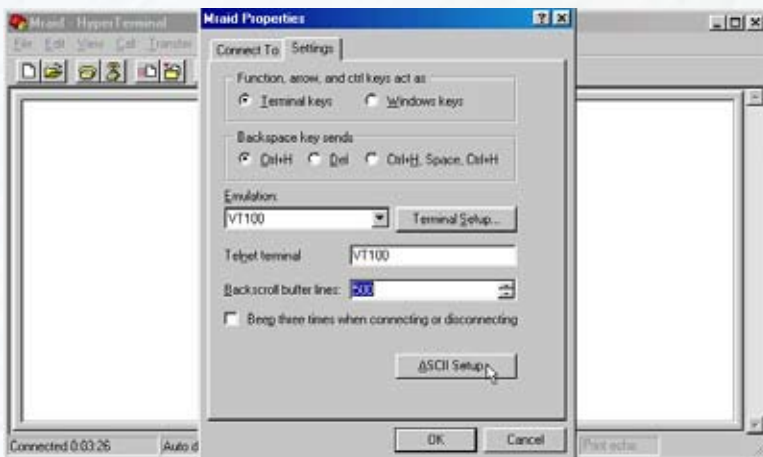 Mraid - HyperTerminal
File Edit View Call Transfer
Mraid Properties
Connect To
Settings
Function, arrow, and ctrl keys act as
Terminal keys
Windows keys
Backspace key sends
Ctrl+H
Del
Ctrl+H, Space, Ctrl+H
Emulation:
VT100
Terminal Setup...
Telnet terminal
VT100
Backscroll buffer lines:
500
Beep three times when connecting or disconnecting
ASCII Setup...
OK
Cancel
Connected 0:03:26
Auto d
Print echo